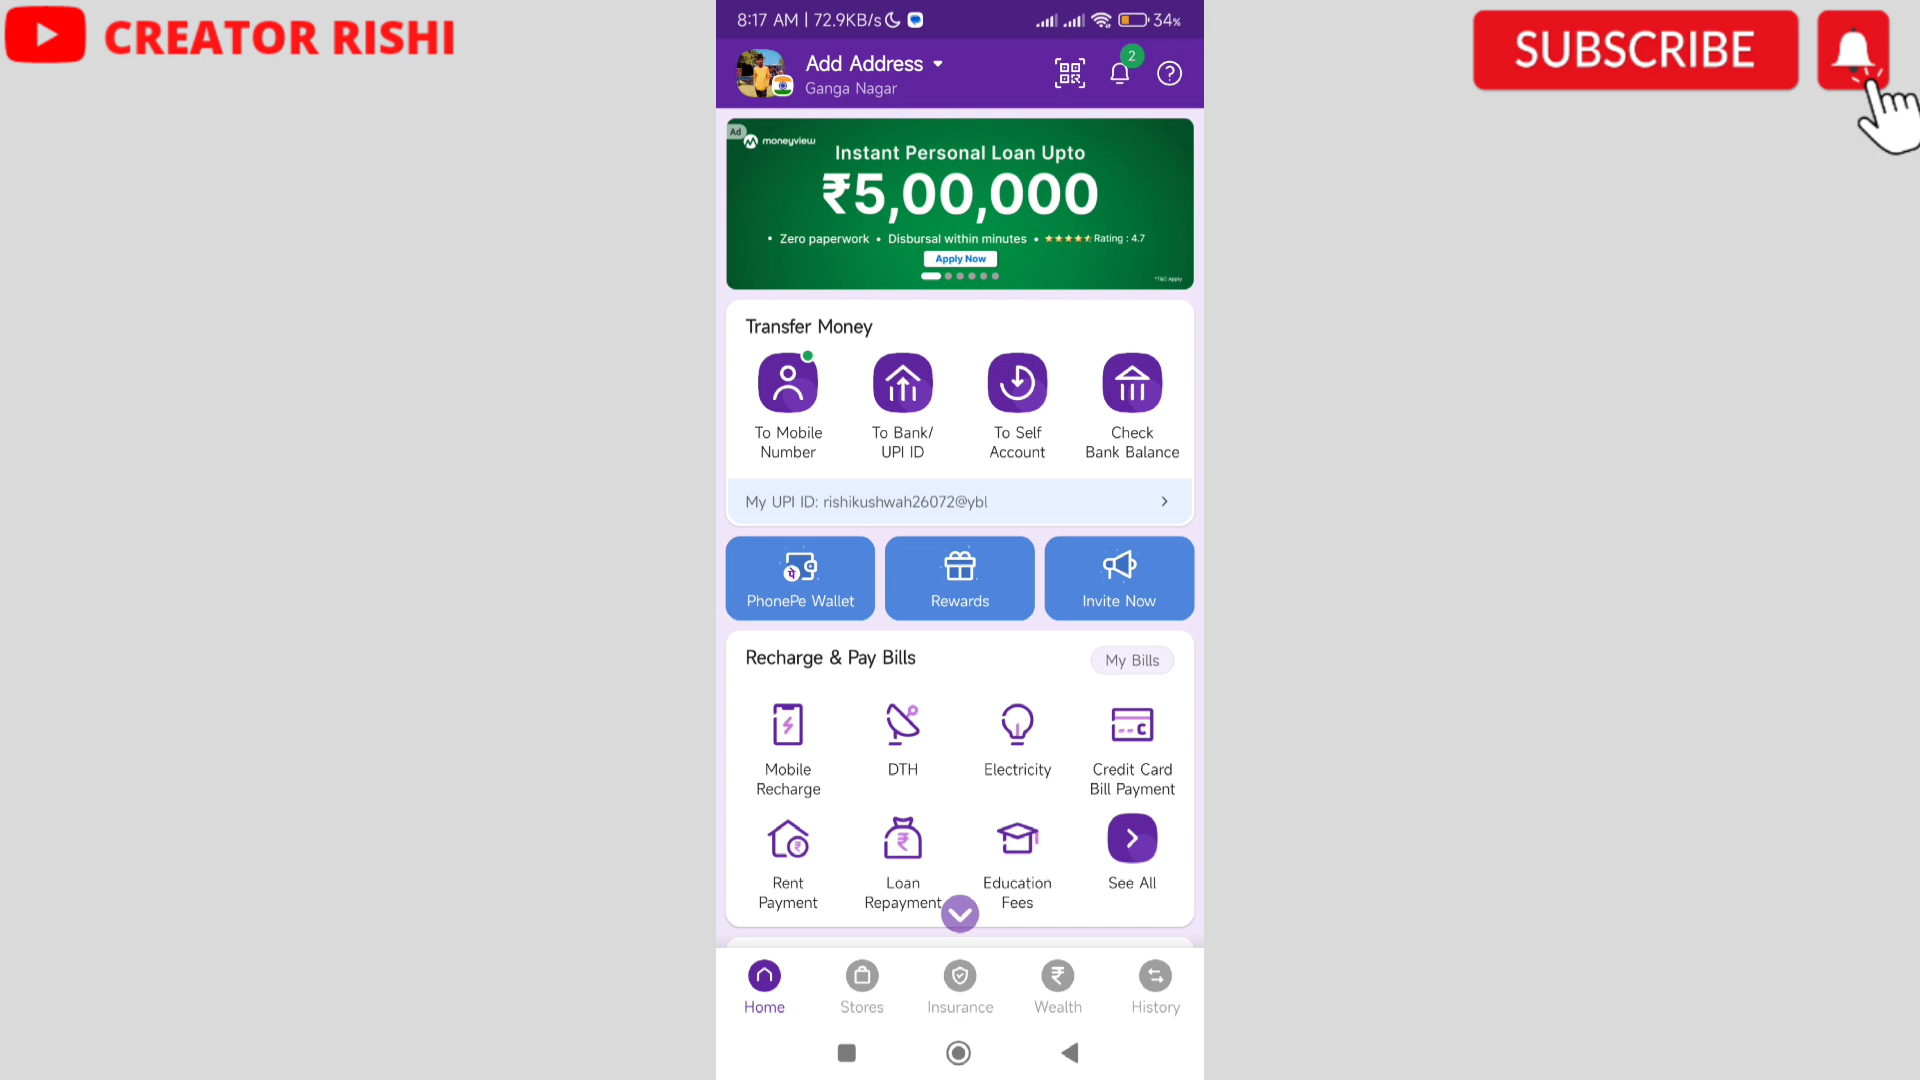 CREATOR RISHI
SUBSCRIBE
8:17 AM | 72.9KB/s
34%
Add Address
Ganga Nagar
2
Ad
moneyview
Instant Personal Loan Upto
₹5,00,000
• Zero paperwork • Disbursal within minutes • ★★★★ Rating : 4.7
Apply Now
*T&C Apply
Transfer Money
To Mobile
Number
To Bank/
UPI ID
To Self
Account
Check
Bank Balance
My UPI ID: rishikushwah26072@ybl
पे
PhonePe Wallet
Rewards
Invite Now
Recharge & Pay Bills
My Bills
Mobile
Recharge
DTH
Electricity
Credit Card
Bill Payment
Rent
Payment
Loan
Repayment
Education
Fees
See All
Home
Stores
Insurance
Wealth
History